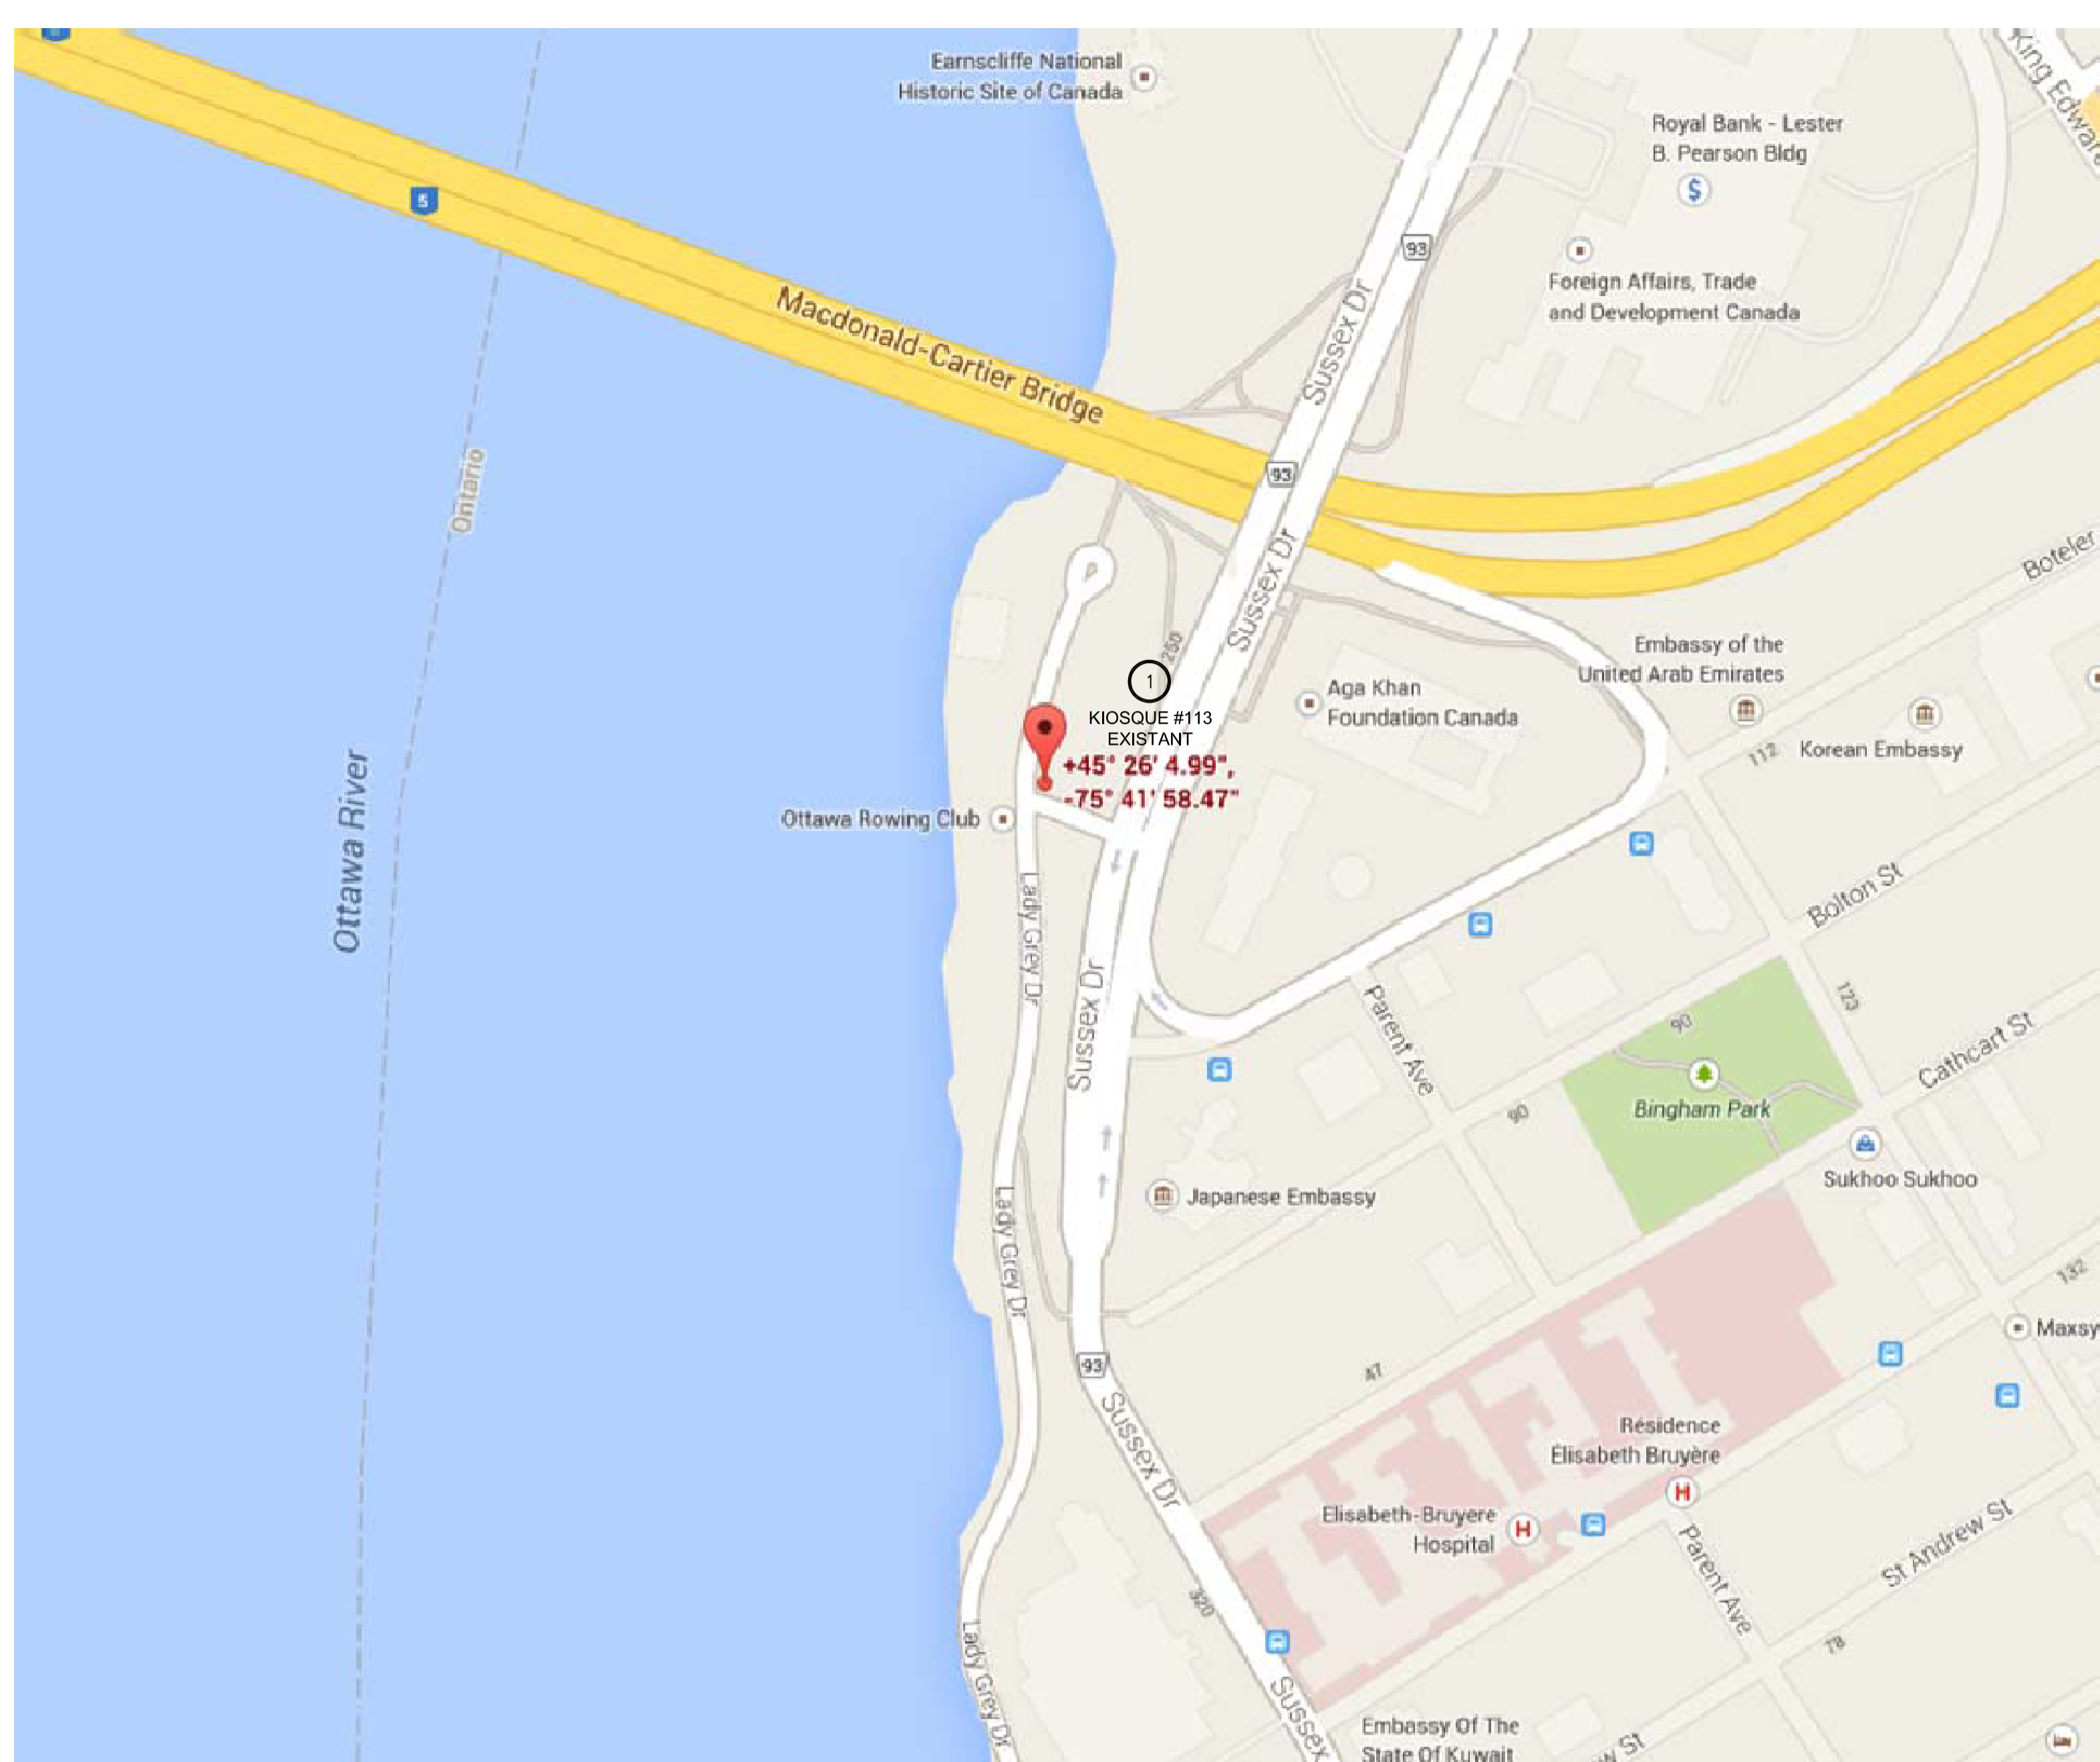 Earnscliffe National
Historic Site of Canada
King Edwar
Royal Bank - Lester
B. Pearson Bldg
$
5
93
Foreign Affairs, Trade
and Development Canada
Macdonald-Cartier Bridge
Sussex Dr
93
Ontario
Sussex Dr
Boteler
P
250
Embassy of the
United Arab Emirates
1
KIOSQUE #113
EXISTANT
Aga Khan
Foundation Canada
112
Korean Embassy
+45° 26' 4.99",
-75° 41' 58.47"
Ottawa Rowing Club
Ottawa River
Lady Grey Dr
Bolton St
Sussex Dr
Parent Ave
123
90
Cathcart St
Bingham Park
90
Sukhoo Sukhoo
Japanese Embassy
Lady Grey Dr
132
Maxsy
93
47
Sussex Dr
Résidence
Élisabeth Bruyère
H
Elisabeth-Bruyere
Hospital
H
St Andrew St
Parent Ave
320
78
Lady Grey Dr
Sussex
Embassy Of The
State Of Kuwait
St